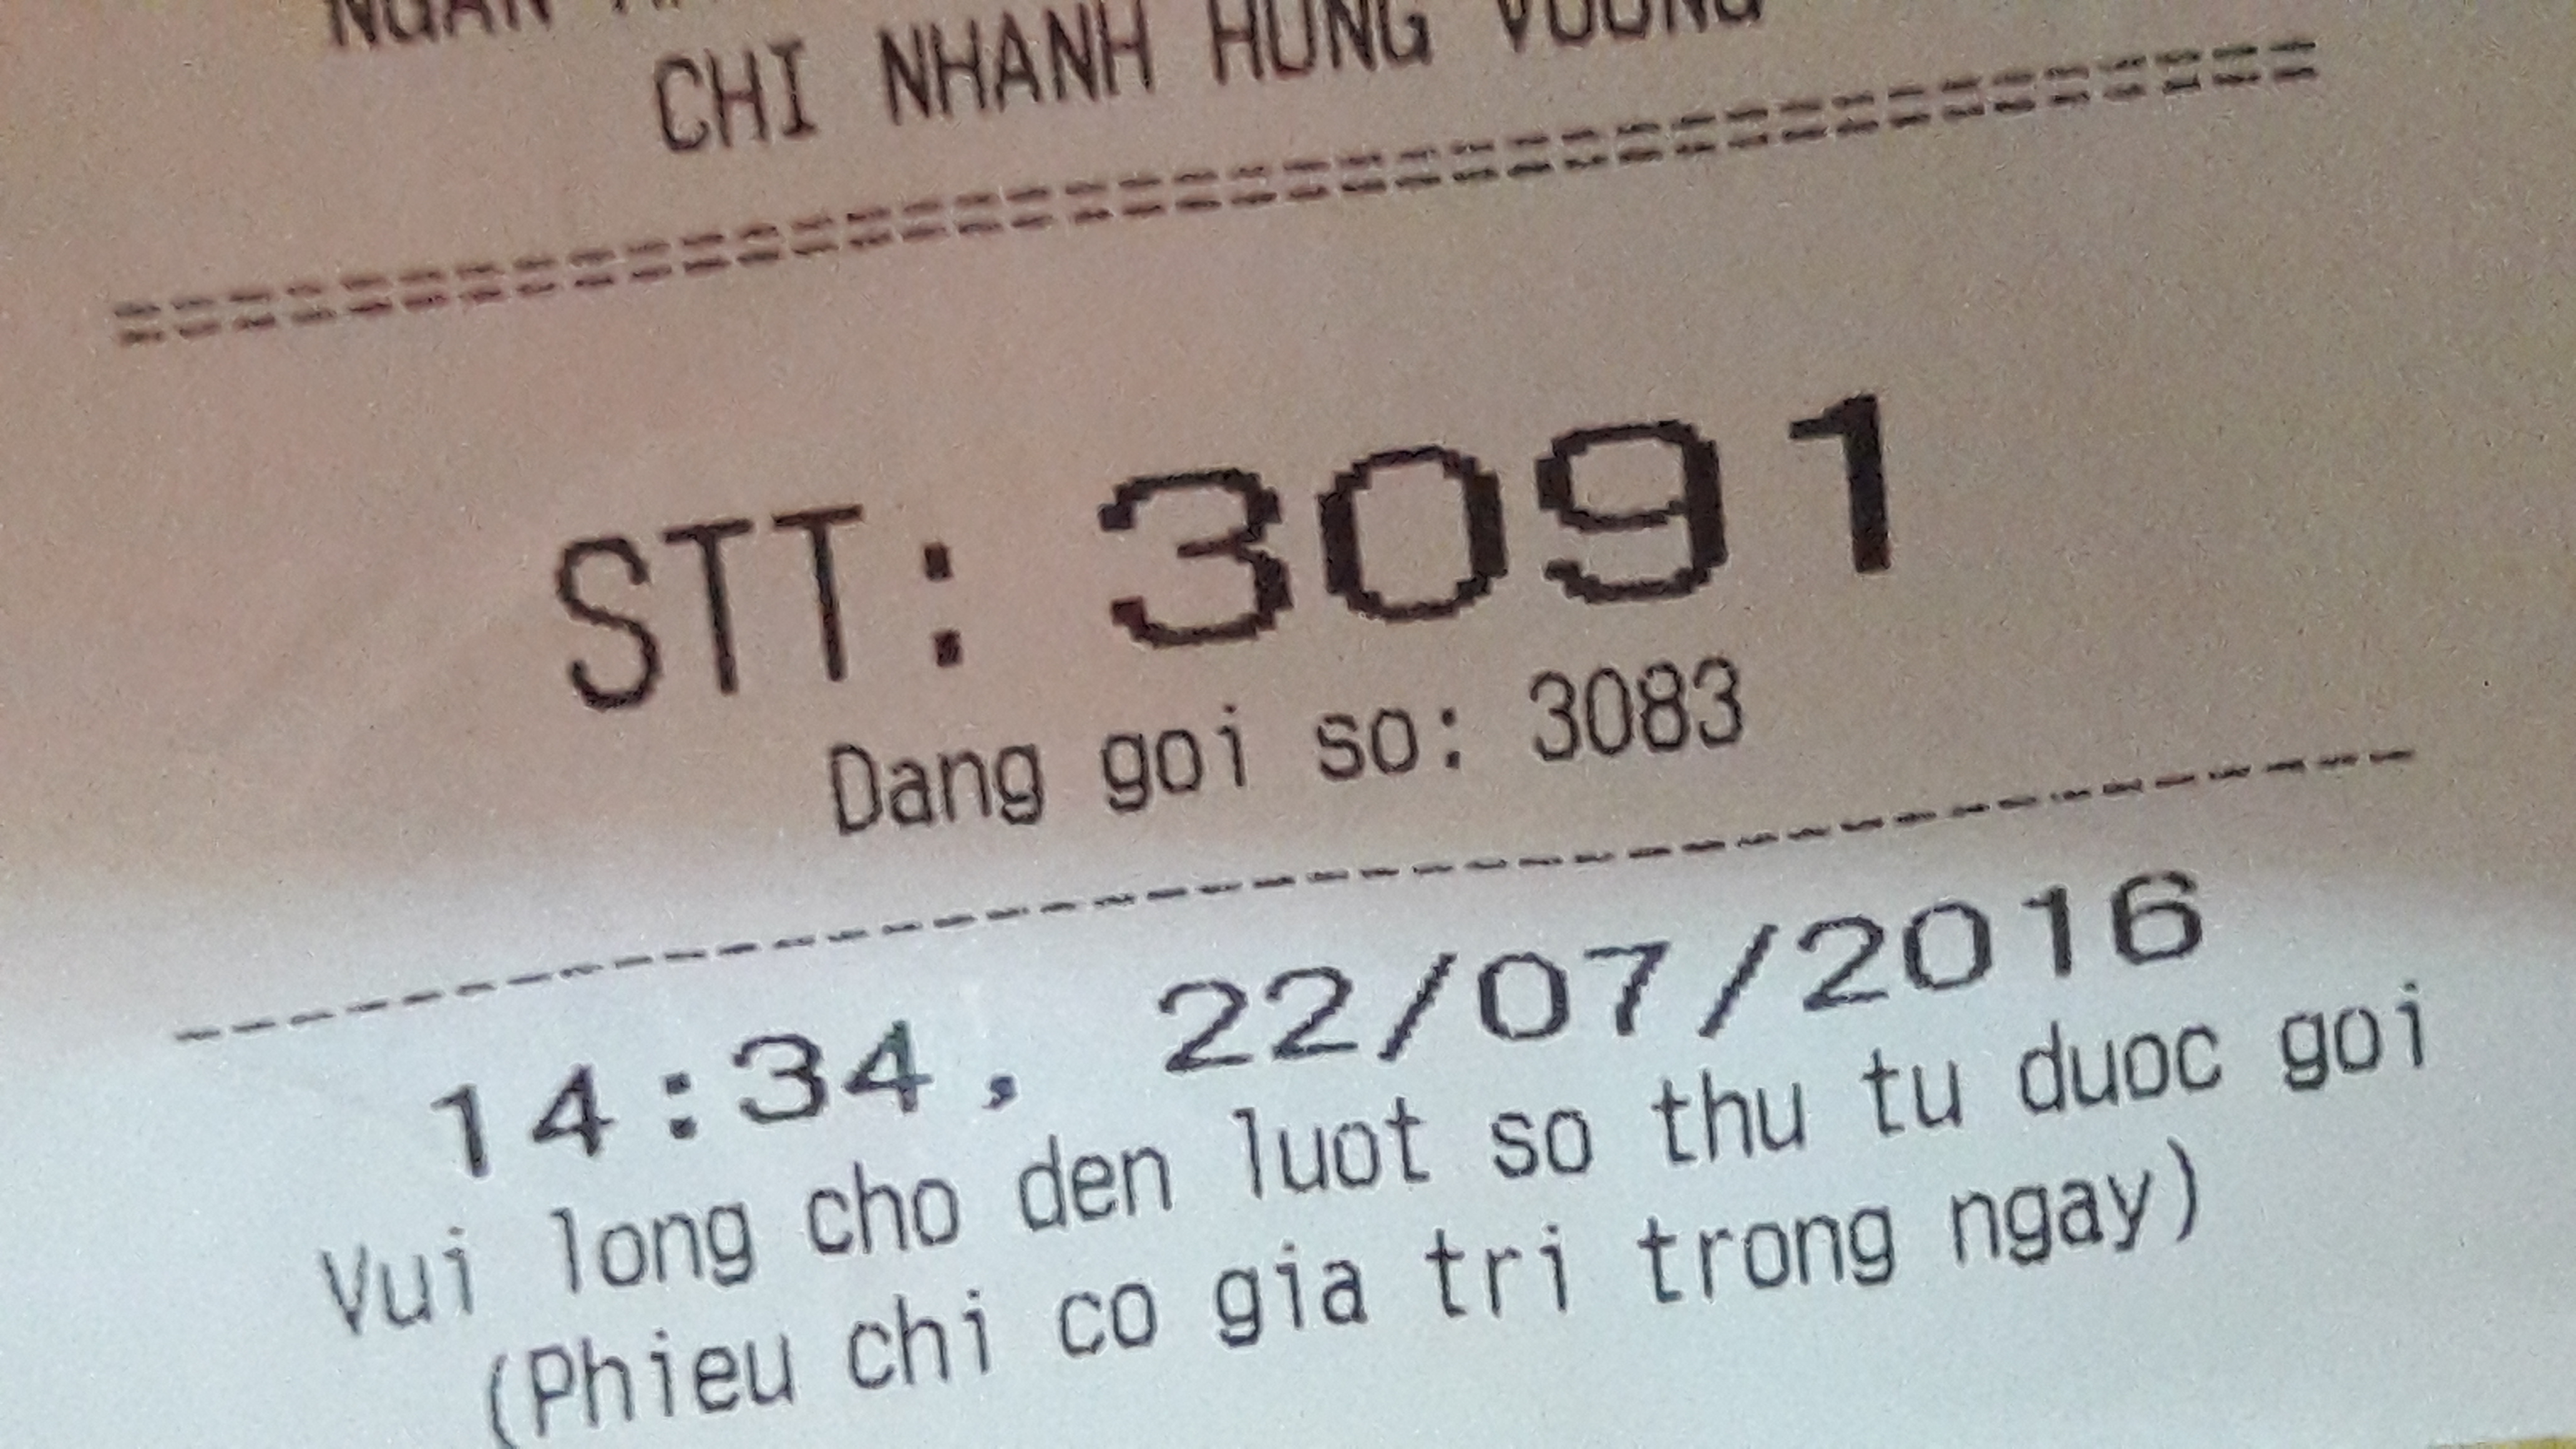 NGAN
CHI NHANH HUNG VUONG
STT: 3091
Dang goi so: 3083
14:34, 22/07/2016
Vui long cho den luot so thu tu duoc goi
(Phieu chi co gia tri trong ngay)